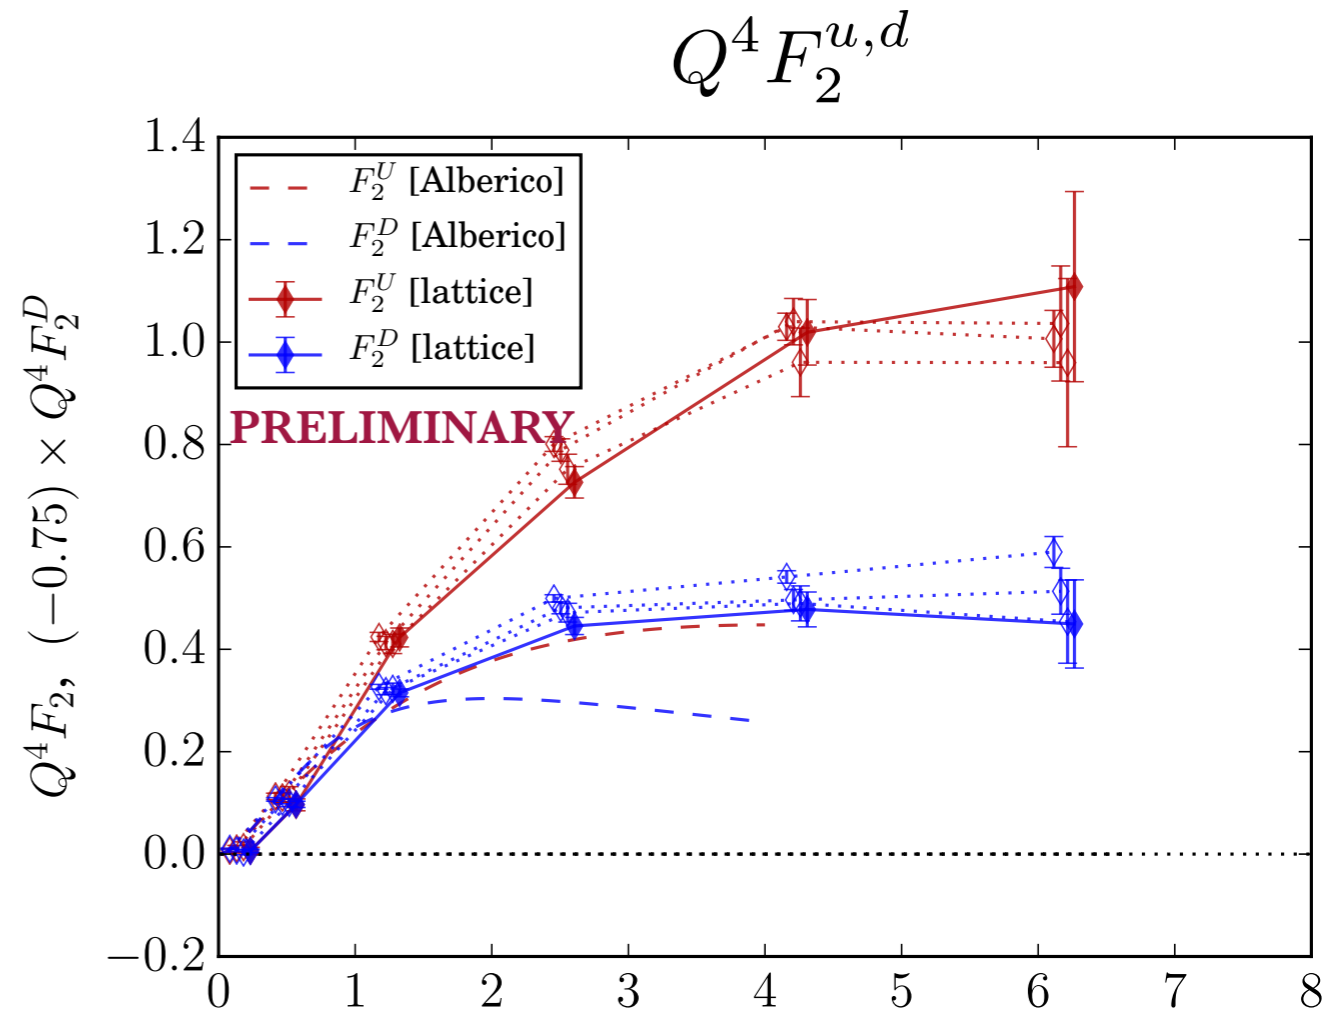 Q^4 F_2^{u,d}
1.4
1.2
1.0
0.8
0.6
0.4
0.2
0.0
−0.2
Q^4 F_2, (−0.75) × Q^4 F_2^D
F_2^U [Alberico]
F_2^D [Alberico]
F_2^U [lattice]
F_2^D [lattice]
PRELIMINARY
0 1 2 3 4 5 6 7 8